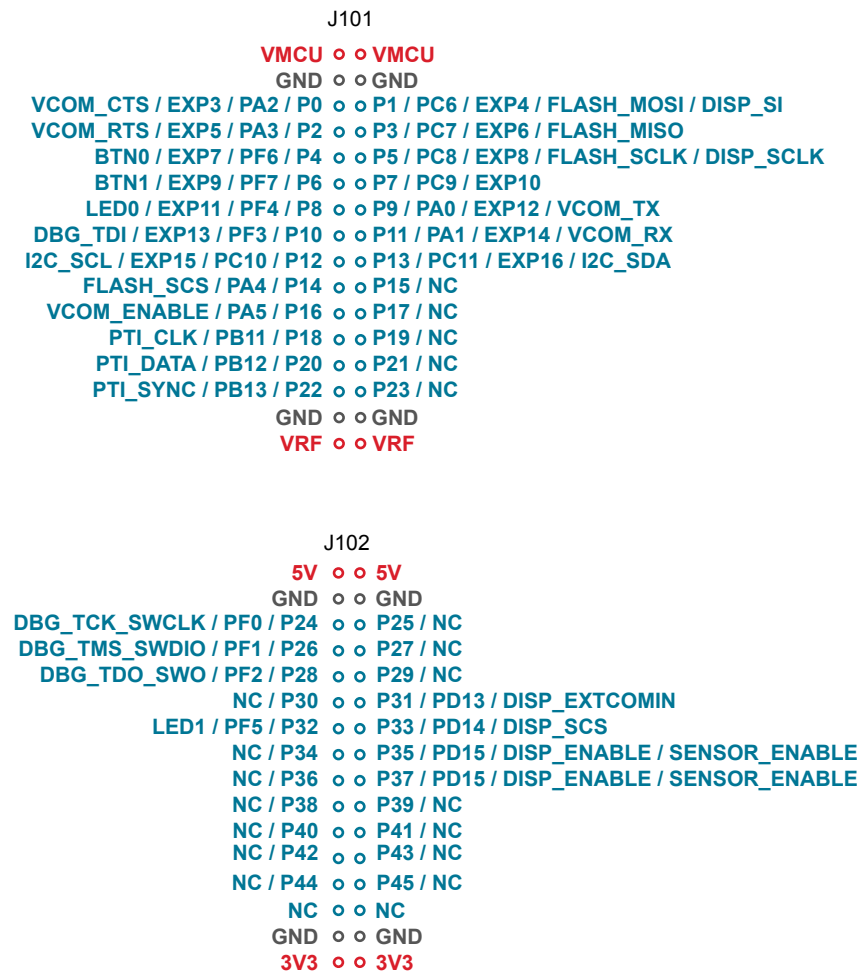 J101
VMCU VMCU
GND GND
VCOM_CTS / EXP3 / PA2 / P0 P1 / PC6 / EXP4 / FLASH_MOSI / DISP_SI
VCOM_RTS / EXP5 / PA3 / P2 P3 / PC7 / EXP6 / FLASH_MISO
BTN0 / EXP7 / PF6 / P4 P5 / PC8 / EXP8 / FLASH_SCLK / DISP_SCLK
BTN1 / EXP9 / PF7 / P6 P7 / PC9 / EXP10
LED0 / EXP11 / PF4 / P8 P9 / PA0 / EXP12 / VCOM_TX
DBG_TDI / EXP13 / PF3 / P10 P11 / PA1 / EXP14 / VCOM_RX
I2C_SCL / EXP15 / PC10 / P12 P13 / PC11 / EXP16 / I2C_SDA
FLASH_SCS / PA4 / P14 P15 / NC
VCOM_ENABLE / PA5 / P16 P17 / NC
PTI_CLK / PB11 / P18 P19 / NC
PTI_DATA / PB12 / P20 P21 / NC
PTI_SYNC / PB13 / P22 P23 / NC
GND GND
VRF VRF
J102
5V 5V
GND GND
DBG_TCK_SWCLK / PF0 / P24 P25 / NC
DBG_TMS_SWDIO / PF1 / P26 P27 / NC
DBG_TDO_SWO / PF2 / P28 P29 / NC
NC / P30 P31 / PD13 / DISP_EXTCOMIN
LED1 / PF5 / P32 P33 / PD14 / DISP_SCS
NC / P34 P35 / PD15 / DISP_ENABLE / SENSOR_ENABLE
NC / P36 P37 / PD15 / DISP_ENABLE / SENSOR_ENABLE
NC / P38 P39 / NC
NC / P40 P41 / NC
NC / P42 P43 / NC
NC / P44 P45 / NC
NC NC
GND GND
3V3 3V3